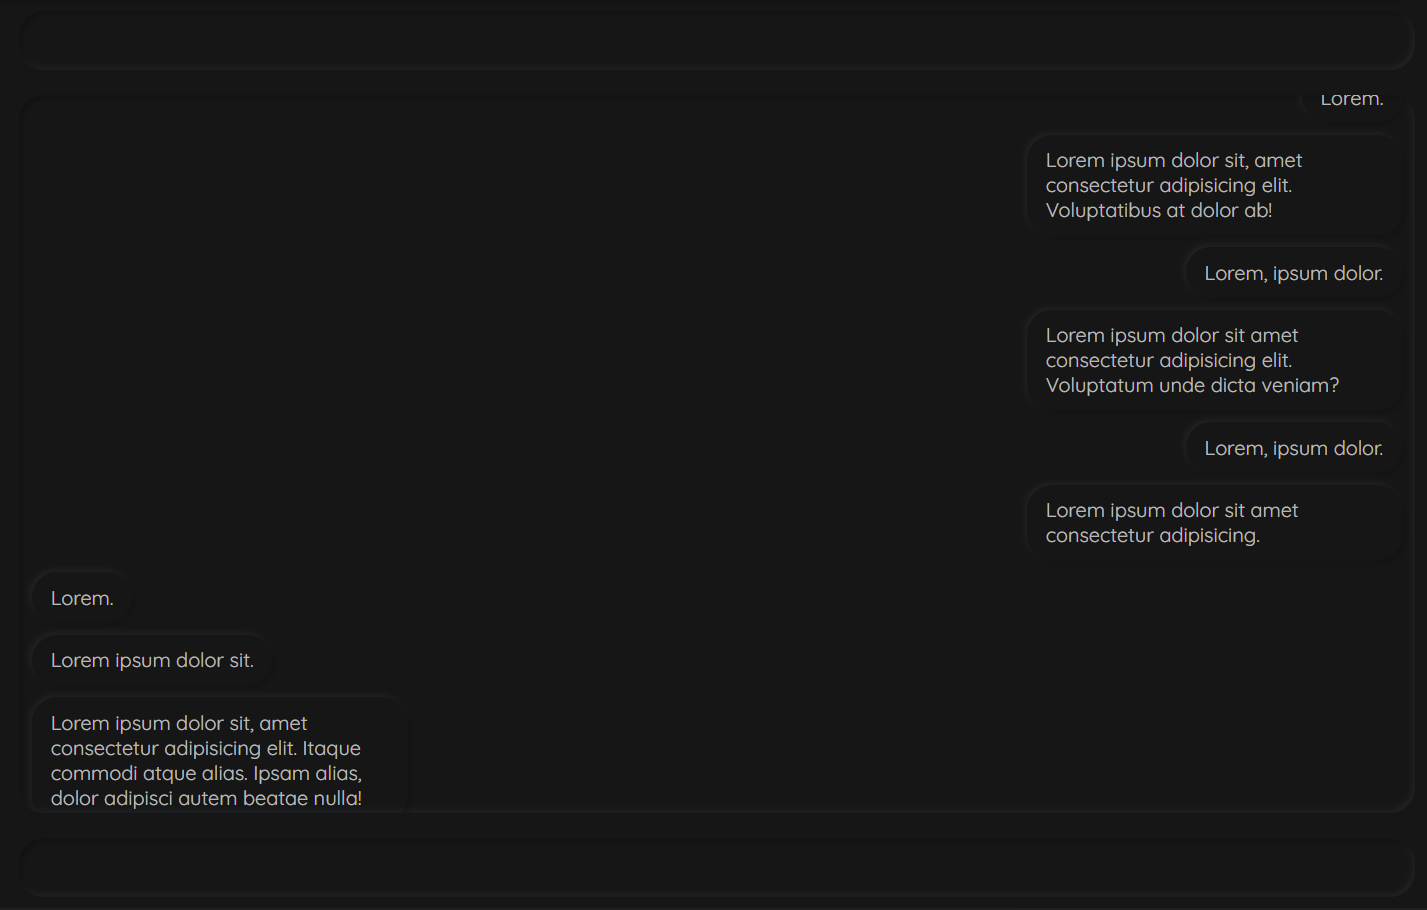 Lorem.
Lorem ipsum dolor sit, amet
consectetur adipisicing elit.
Voluptatibus at dolor ab!
Lorem, ipsum dolor.
Lorem ipsum dolor sit amet
consectetur adipisicing elit.
Voluptatum unde dicta veniam?
Lorem, ipsum dolor.
Lorem ipsum dolor sit amet
consectetur adipisicing.
Lorem.
Lorem ipsum dolor sit.
Lorem ipsum dolor sit, amet
consectetur adipisicing elit. Itaque
commodi atque alias. Ipsam alias,
dolor adipisci autem beatae nulla!